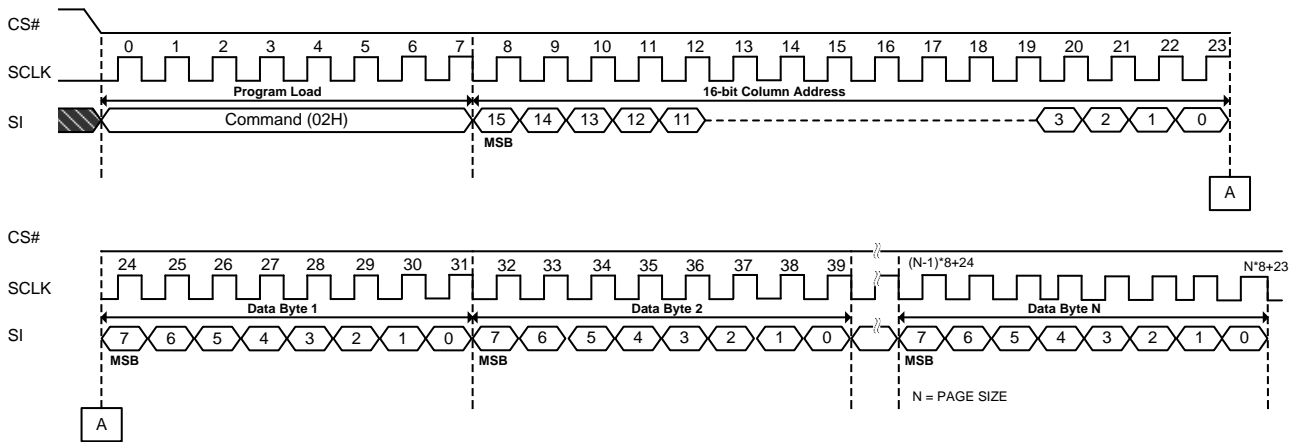 CS#
0 1 2 3 4 5 6 7 8 9 10 11 12 13 14 15 16 17 18 19 20 21 22 23
SCLK
Program Load 16-bit Column Address
SI Command (02H) 15 14 13 12 11 3 2 1 0
MSB
A
CS#
24 25 26 27 28 29 30 31 32 33 34 35 36 37 38 39 (N-1)*8+24 N*8+23
SCLK
Data Byte 1 Data Byte 2 Data Byte N
SI 7 6 5 4 3 2 1 0 7 6 5 4 3 2 1 0 7 6 5 4 3 2 1 0
MSB MSB MSB
N = PAGE SIZE
A